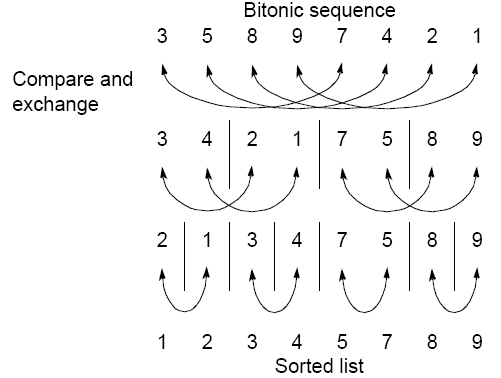 Bitonic sequence
3 5 8 9 7 4 2 1
Compare and
exchange
3 4 2 1 7 5 8 9
2 1 3 4 7 5 8 9
1 2 3 4 5 7 8 9
Sorted list